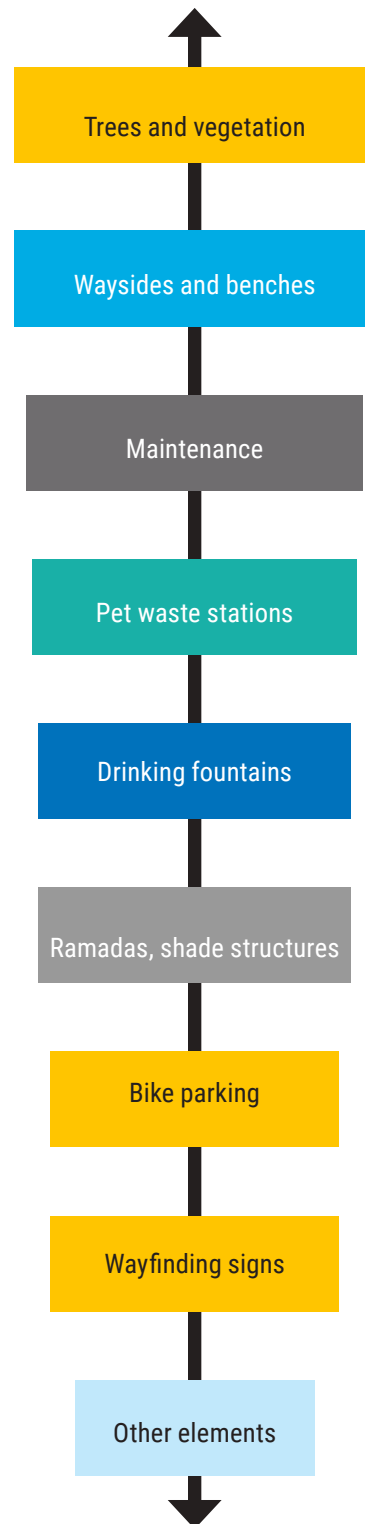 Trees and vegetation
Waysides and benches
Maintenance
Pet waste stations
Drinking fountains
Ramadas, shade structures
Bike parking
Wayfinding signs
Other elements